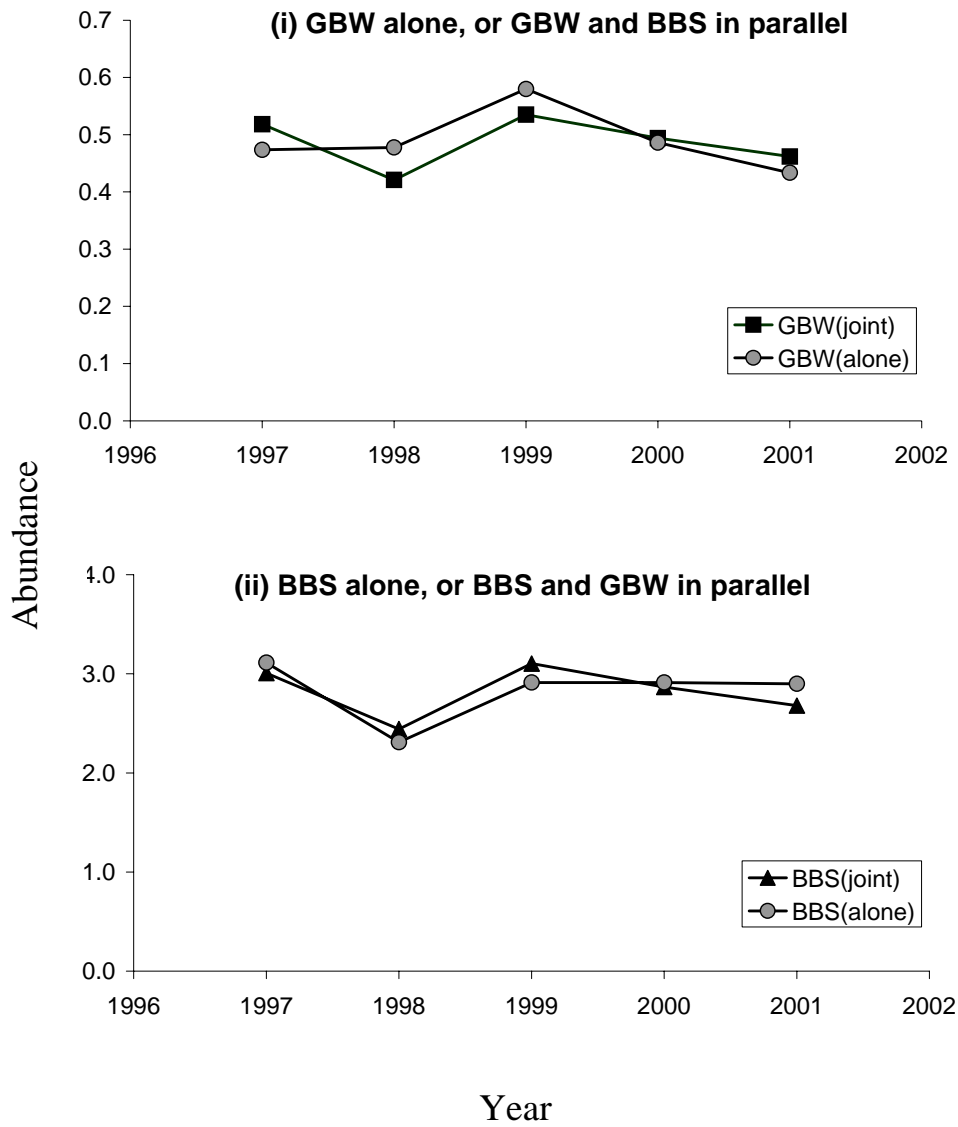 (i) GBW alone, or GBW and BBS in parallel
0.7
0.6
0.5
0.4
0.3
0.2
0.1
0.0
GBW(joint)
GBW(alone)
1996 1997 1998 1999 2000 2001 2002
Abundance
(ii) BBS alone, or BBS and GBW in parallel
4.0
3.0
2.0
1.0
0.0
BBS(joint)
BBS(alone)
1996 1997 1998 1999 2000 2001 2002
Year